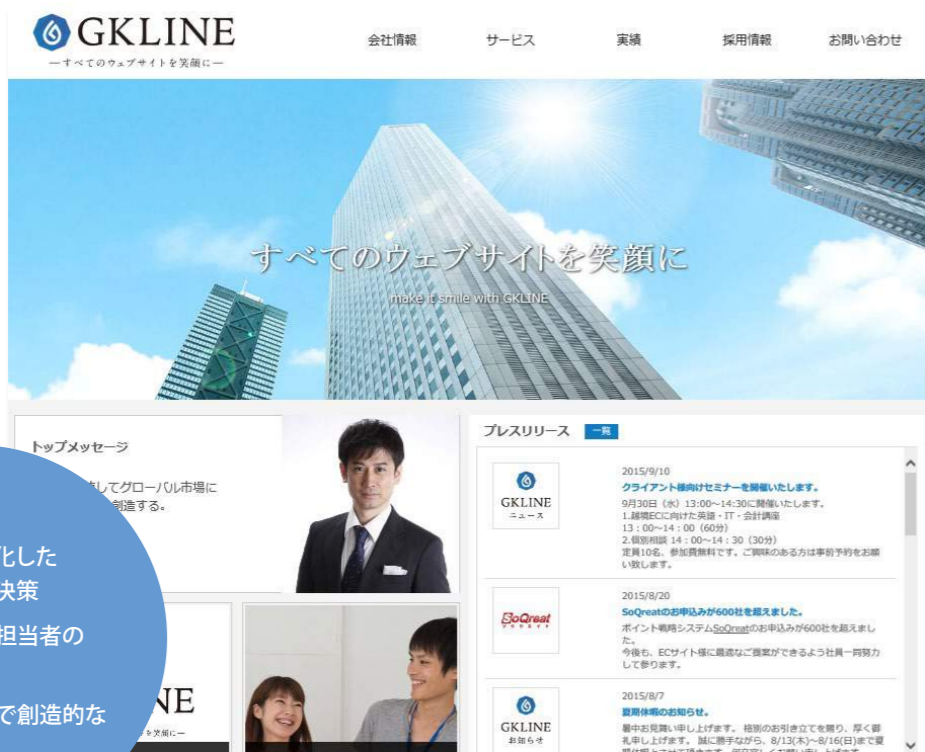 GKLINE
―すべてのウェブサイトを笑顔に―
会社情報 サービス 実績 採用情報 お問い合わせ
すべてのウェブサイトを笑顔に
make it smile with GKLINE
トップメッセージ
してグローバル市場に
創造する。
化した
決策
担当者の
で創造的な
NE
を笑顔に―
プレスリリース 一覧
GKLINE
ニュース
2015/9/10
クライアント様向けセミナーを開催いたします。
9月30日（水）13:00～14:30に開催いたします。
1.越境ECに向けた英語・IT・会計講座
13：00～14：00（60分）
2.個別相談 14：00～14：30（30分）
定員10名、参加費無料です。ご興味のある方は事前予約をお願
い致します。
SoQreat
2015/8/20
SoQreatのお申込みが600社を超えました。
ポイント戦略システムSoQreatのお申込みが600社を超えまし
た。
今後も、ECサイト様に最適なご提案ができるよう社員一同努力
して参ります。
GKLINE
お知らせ
2015/8/7
夏期休暇のお知らせ。
暑中お見舞い申し上げます。 格別のお引き立てを賜り、厚く御
礼申し上げます。 誠に勝手ながら、8/13(木)～8/16(日)まで夏